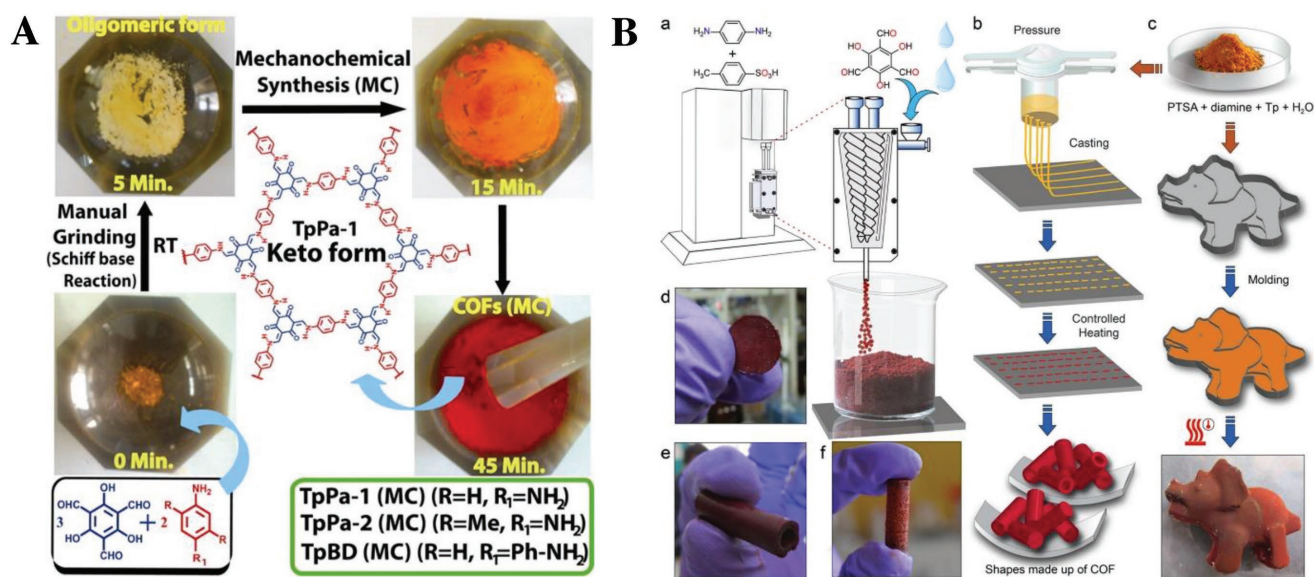 A
Oligomeric form
5 Min.
Mechanochemical
Synthesis (MC)
15 Min.
Manual
Grinding
(Schiff base
Reaction)
RT
TpPa-1
Keto form
0 Min.
COFs (MC)
45 Min.
OH
CHO
CHO
HO
OH
CHO
3
+
2
NH₂
R
R
R₁
TpPa-1 (MC) (R=H, R₁=NH₂)
TpPa-2 (MC) (R=Me, R₁=NH₂)
TpBD (MC) (R=H, R₁=Ph-NH₂)
B
a
H₂N
NH₂
+
H₃C
SO₃H
CHO
HO
OH
OHC
CHO
OH
b
Pressure
Casting
Controlled
Heating
Shapes made up of COF
c
PTSA + diamine + Tp + H₂O
Molding
d
e
f